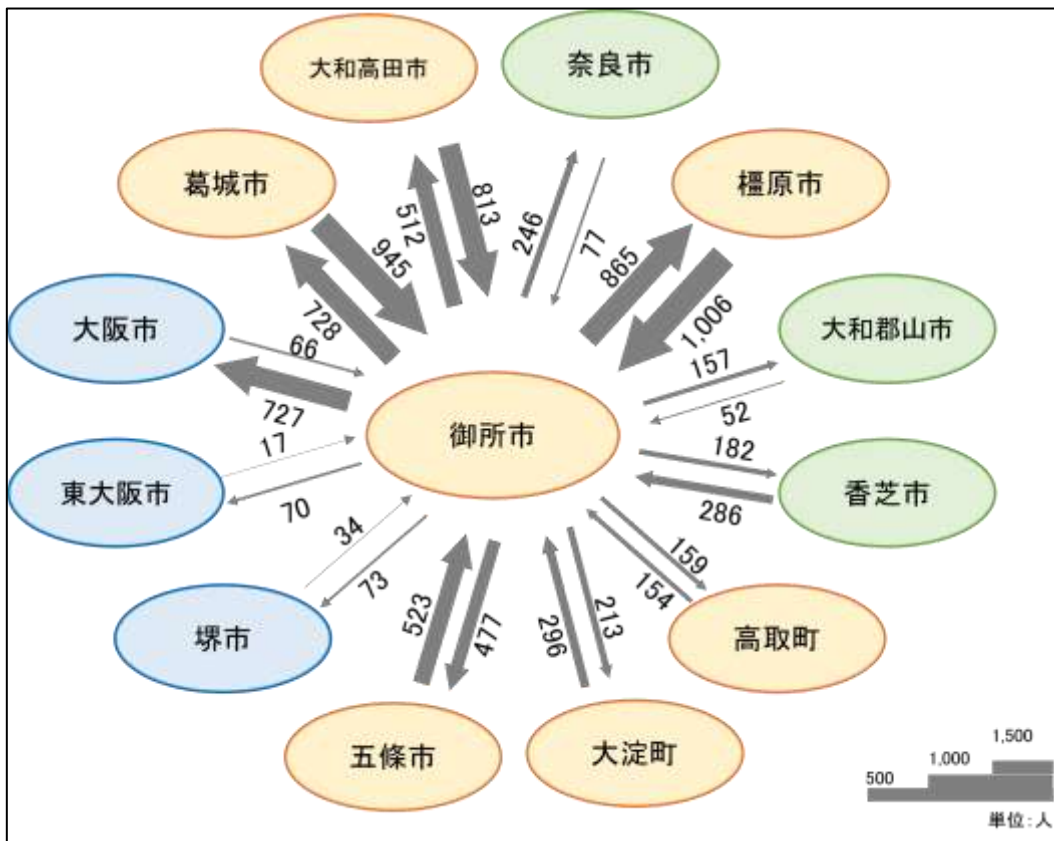 大和高田市
奈良市
葛城市
橿原市
813
512
246
77
945
728
865
1,006
大阪市
66
727
大和郡山市
157
52
御所市
東大阪市
17
70
182
286
香芝市
34
73
堺市
523
477
296
213
159
154
高取町
五條市
大淀町
500
1,000
1,500
単位:人